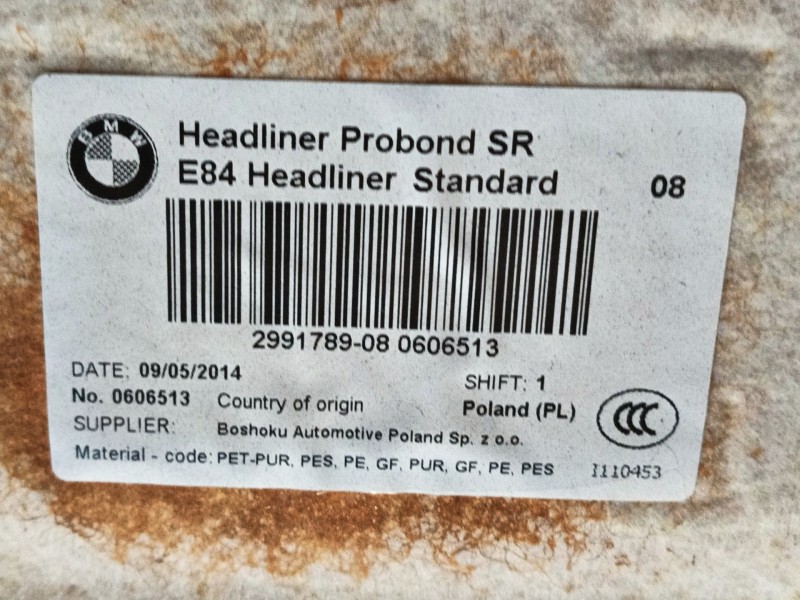 BMW
Headliner Probond SR
E84 Headliner Standard 08
2991789-08 0606513
DATE: 09/05/2014 SHIFT: 1
No. 0606513 Country of origin Poland (PL)
SUPPLIER: Boshoku Automotive Poland Sp. z o.o.
CCC
Material - code: PET-PUR, PES, PE, GF, PUR, GF, PE, PES I110453